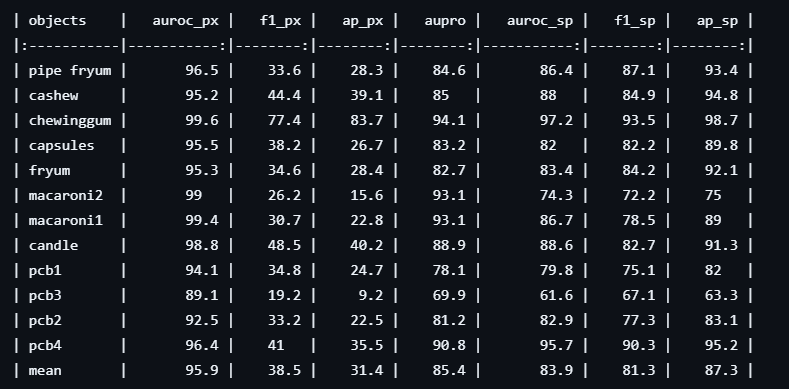 | objects    |   auroc_px |   f1_px |   ap_px |   aupro |   auroc_sp |   f1_sp |   ap_sp |
|:-----------|-----------:|--------:|--------:|--------:|-----------:|--------:|--------:|
| pipe fryum |       96.5 |    33.6 |    28.3 |    84.6 |       86.4 |    87.1 |    93.4 |
| cashew     |       95.2 |    44.4 |    39.1 |    85   |       88   |    84.9 |    94.8 |
| chewinggum |       99.6 |    77.4 |    83.7 |    94.1 |       97.2 |    93.5 |    98.7 |
| capsules   |       95.5 |    38.2 |    26.7 |    83.2 |       82   |    82.2 |    89.8 |
| fryum      |       95.3 |    34.6 |    28.4 |    82.7 |       83.4 |    84.2 |    92.1 |
| macaroni2  |       99   |    26.2 |    15.6 |    93.1 |       74.3 |    72.2 |    75   |
| macaroni1  |       99.4 |    30.7 |    22.8 |    93.1 |       86.7 |    78.5 |    89   |
| candle     |       98.8 |    48.5 |    40.2 |    88.9 |       88.6 |    82.7 |    91.3 |
| pcb1       |       94.1 |    34.8 |    24.7 |    78.1 |       79.8 |    75.1 |    82   |
| pcb3       |       89.1 |    19.2 |     9.2 |    69.9 |       61.6 |    67.1 |    63.3 |
| pcb2       |       92.5 |    33.2 |    22.5 |    81.2 |       82.9 |    77.3 |    83.1 |
| pcb4       |       96.4 |    41   |    35.5 |    90.8 |       95.7 |    90.3 |    95.2 |
| mean       |       95.9 |    38.5 |    31.4 |    85.4 |       83.9 |    81.3 |    87.3 |